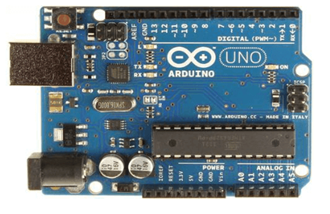 AREF
GND
13
12
~11
~10
~9
8
7
~6
~5
4
~3
2
TX→1
RX←0
DIGITAL (PWM~)
L
TX
RX
ARDUINO
UNO
ON
ICSP
WWW.ARDUINO.CC - MADE IN ITALY
POWER
ANALOG IN
IOREF
RESET
3.3V
5V
GND
Vin
A0
A1
A2
A3
A4
A5